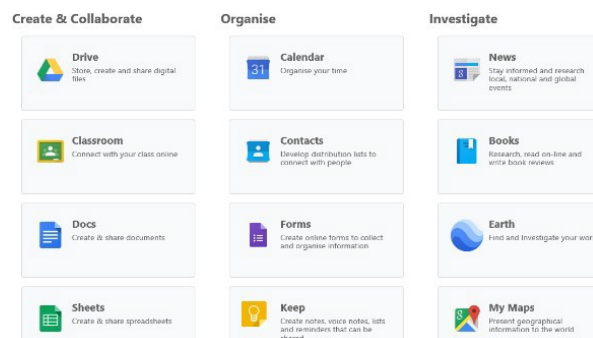 Create & Collaborate
Drive
Store, create and share digital
files
Classroom
Connect with your class online
Docs
Create & share documents
Sheets
Create & share spreadsheets
Organise
31
Calendar
Organise your time
Contacts
Develop distribution lists to
connect with people
Forms
Create online forms to collect
and organise information
Keep
Create notes, voice notes, lists
and reminders that can be
shared
Investigate
News
Stay informed and research
local, national and global
events
Books
Research, read on-line and
write book reviews
Earth
Find and Investigate your wor
My Maps
Present geographical
information to the world